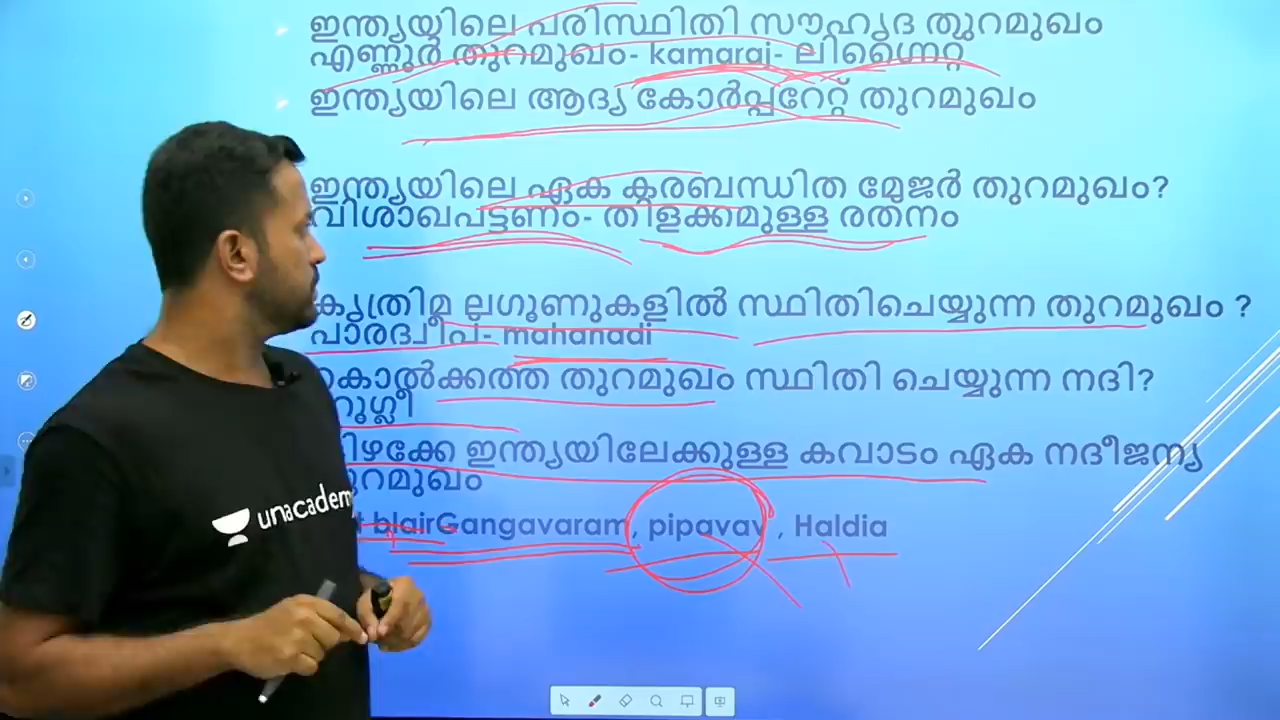 ഇന്ത്യയിലെ പരിസ്ഥിതി സൗഹൃദ തുറമുഖം
എണ്ണൂർ തുറമുഖം- kamaraj- ലിഗ്നൈറ്റ്
ഇന്ത്യയിലെ ആദ്യ കോർപ്പറേറ്റ് തുറമുഖം
ഇന്ത്യയിലെ ഏക കരബന്ധിത മേജർ തുറമുഖം?
വിശാഖപട്ടണം- തിളക്കമുള്ള രത്നം
കൃത്രിമ ലഗൂണുകളിൽ സ്ഥിതിചെയ്യുന്ന തുറമുഖം ?
പാരദ്വീപ്- mahanadi
കൊൽക്കത്ത തുറമുഖം സ്ഥിതി ചെയ്യുന്ന നദി?
ഹൂഗ്ലീ
കിഴക്കേ ഇന്ത്യയിലേക്കുള്ള കവാടം ഏക നദീജന്യ
തുറമുഖം
blairGangavaram, pipavav , Haldia
unacademy